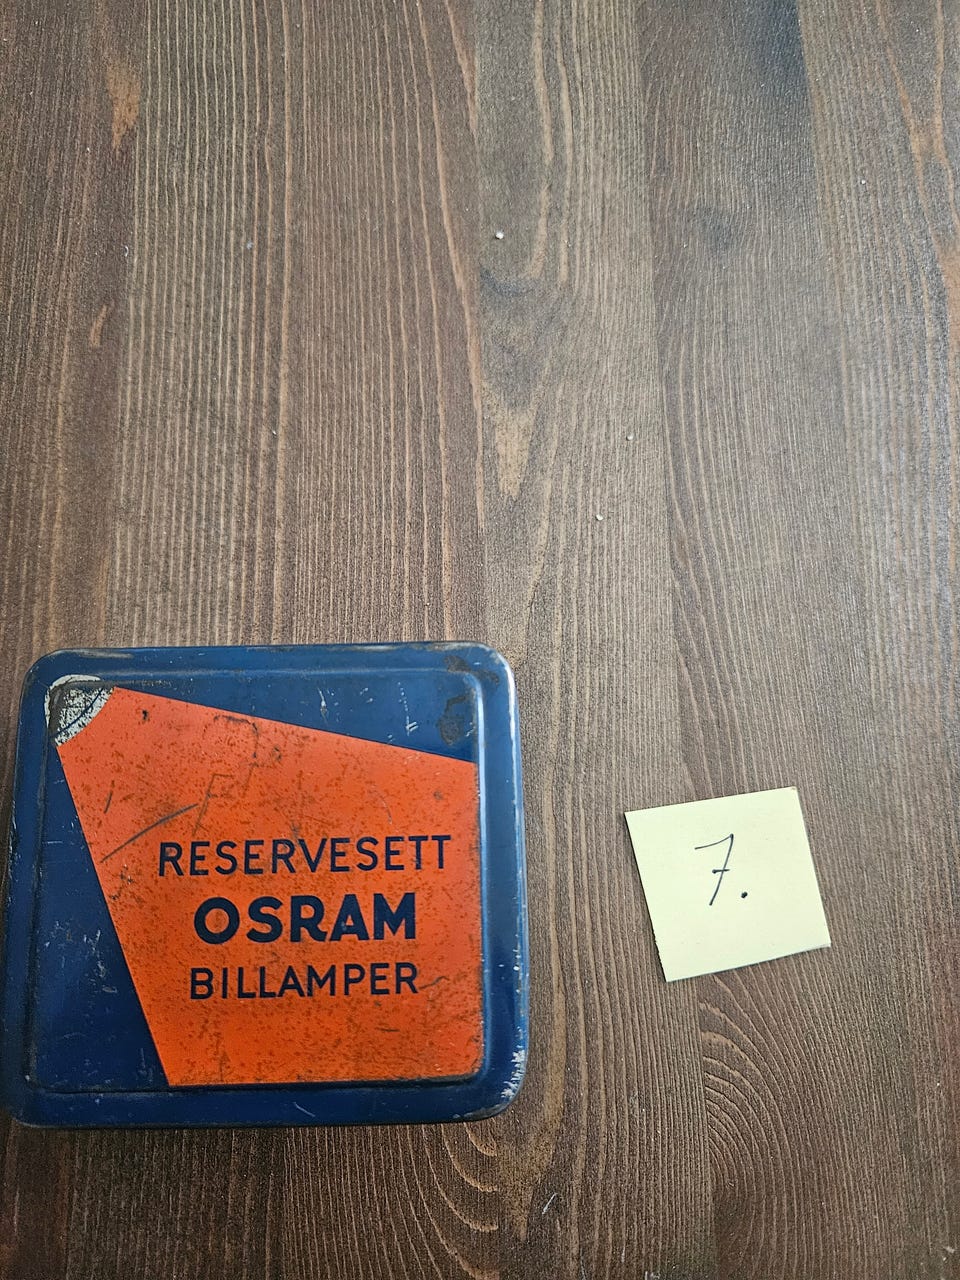 RESERVESETT
OSRAM
BILLAMPER
7.